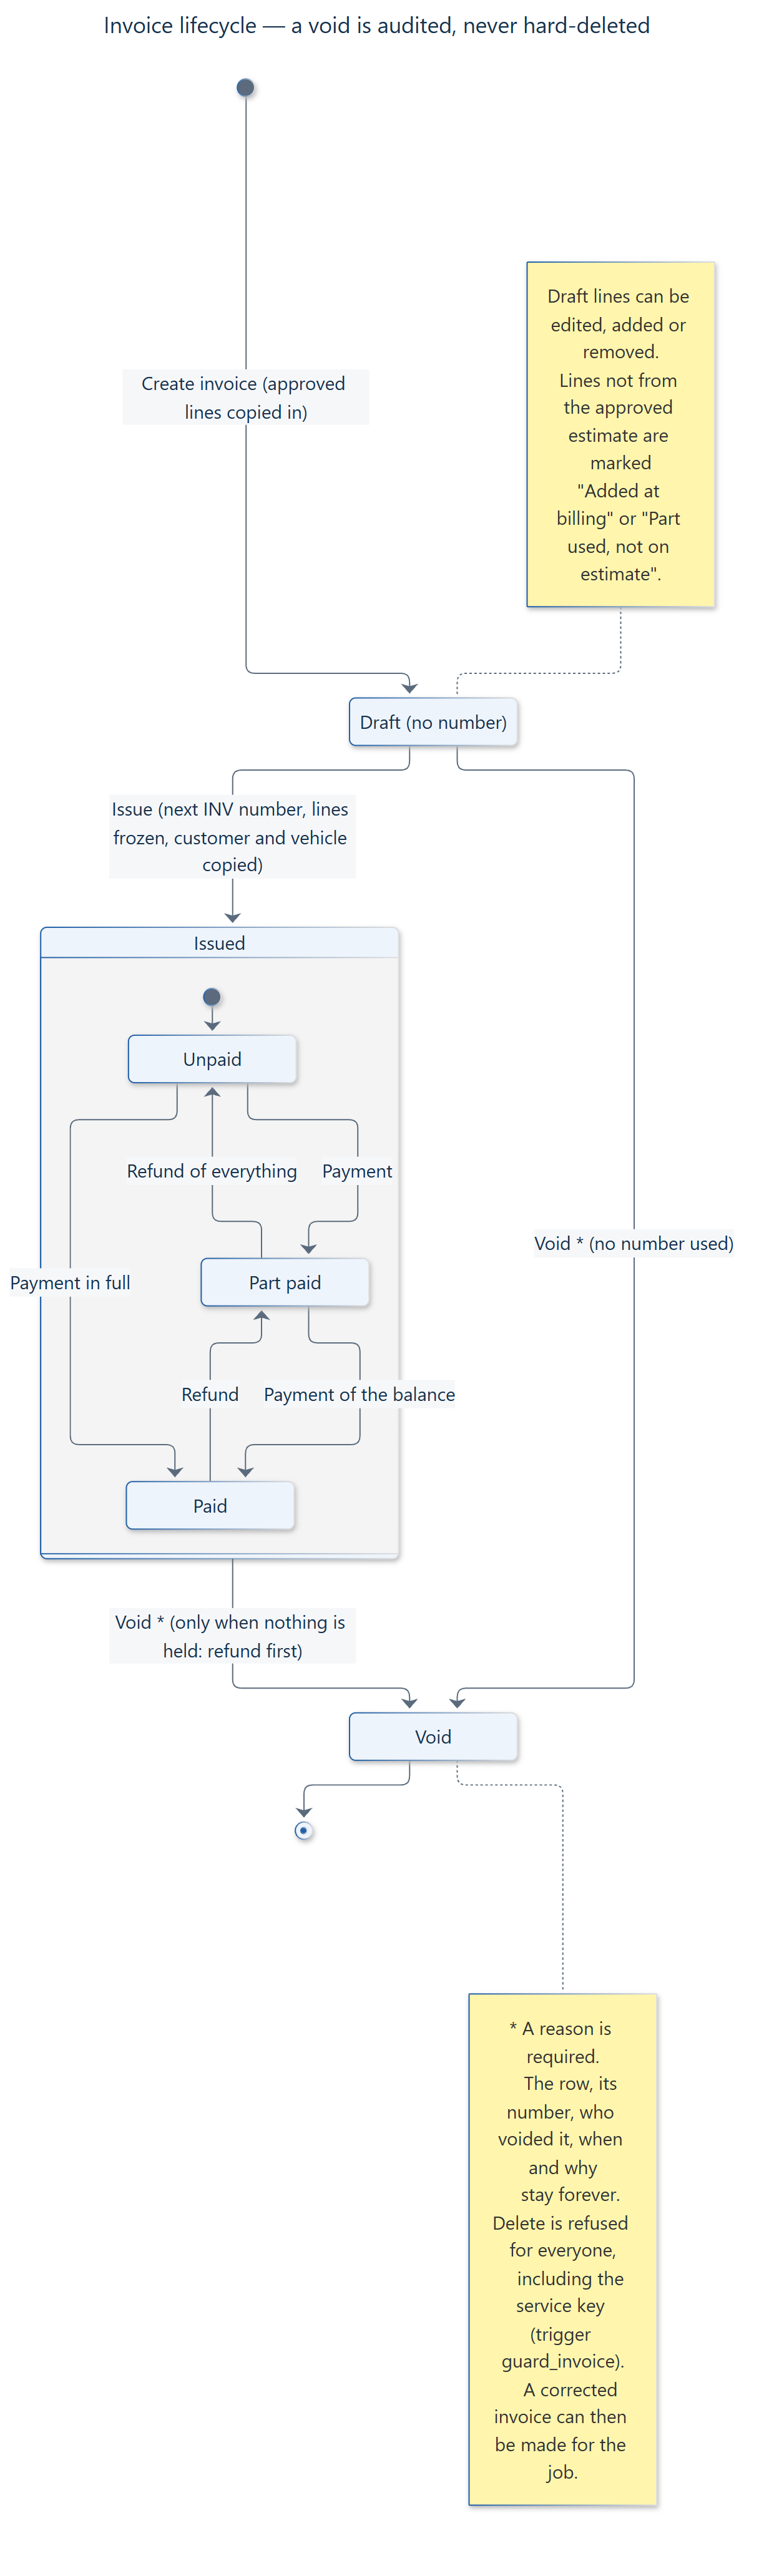 Invoice lifecycle — a void is audited, never hard-deleted
Draft lines can be
edited, added or
removed.
Lines not from
the approved
estimate are
marked
"Added at
billing" or "Part
used, not on
estimate".
Create invoice (approved
lines copied in)
Draft (no number)
Issue (next INV number, lines
frozen, customer and vehicle
copied)
Issued
Unpaid
Refund of everything
Payment
Void * (no number used)
Payment in full
Part paid
Refund
Payment of the balance
Paid
Void * (only when nothing is
held: refund first)
Void
* A reason is
required.
The row, its
number, who
voided it, when
and why
stay forever.
Delete is refused
for everyone,
including the
service key
(trigger
guard_invoice).
A corrected
invoice can then
be made for the
job.